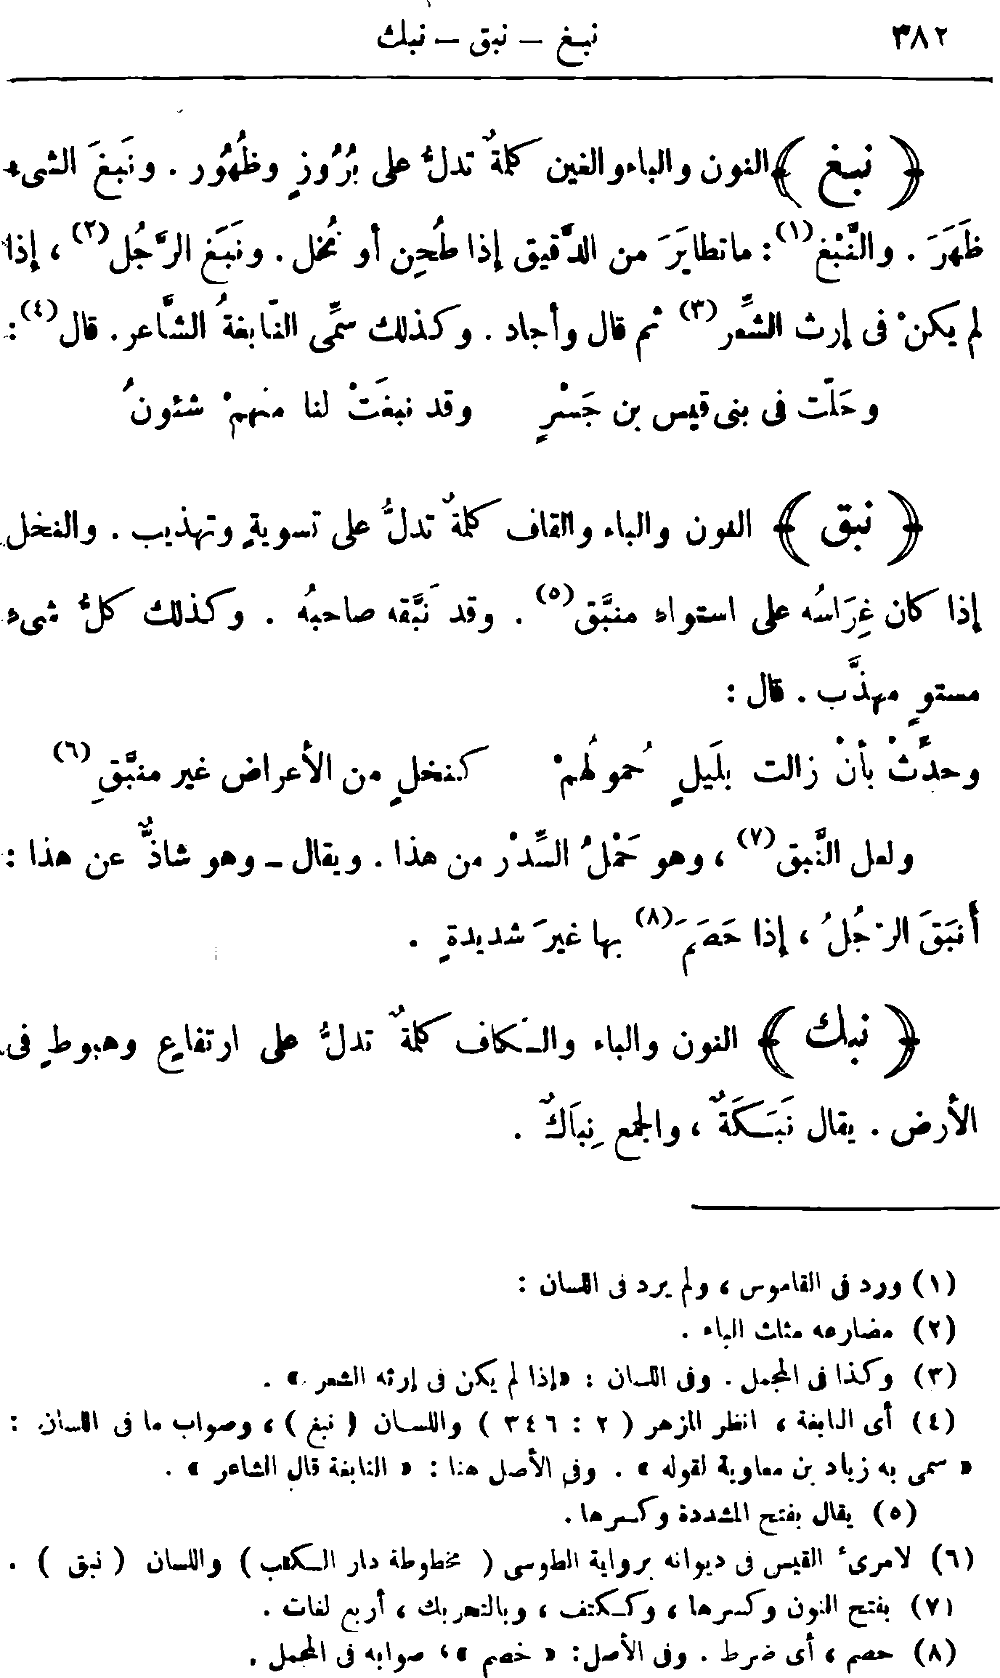 ٣٨٢ نبغ – نبق – نبك
﴿ نبغ ﴾ النون والباء والغين كلمةٌ تدلُّ على بُرُوزٍ وظُهُور . ونَبغَ الشىء
ظَهَرَ . والنَّبْغ(١): ماتطايَرَ من الدَّقيق إذا طُحِن أو نُخل . ونَبَغ الرَّجُل(٢) ، إذا
لم يكنْ فى إرث الشِّعر(٣) ثم قال وأجاد . وكذلك سمِّى النّابغةُ الشَّاعر . قال(٤) :
وحَلّت فى بنى قيس بن جَسْرٍ وقد نبغَتْ لنا منهمْ شئونُ
﴿ نبق ﴾ النون والباء والقاف كلمةٌ تدلُّ على تسويةٍ وتهذيب . والنخل
إذا كان غِرَاسُه على استواءٍ منبَّق(٥) . وقد نَبَّقه صاحبُه . وكذلك كلُّ شىءٍ
مستوٍ مهذَّب . قال :
وحدِّثْ بأنْ زالت بلَيلٍ حُمولُهمْ كنخلٍ من الأعراض غير منبَّقِ(٦)
ولعل النَّبق(٧) ، وهو حَمْلُ السِّدْر من هذا . ويقال – وهو شاذٌّ عن هذا :
أنبَقَ الرّجُلُ ، إذا حَصَمَ(٨) بها غيرَ شديدةٍ .
﴿ نبك ﴾ النون والباء والكاف كلمةٌ تدلُّ على ارتفاعٍ وهبوطٍ فى
الأرض . يقال نَبَكَةٌ ، والجمع نِباَكٌ .
(١) ورد فى القاموس ، ولم يرد فى اللسان :
(٢) مضارعه مثلث الباء .
(٣) وكذا فى المجمل . وفى اللسان : «إذا لم يكن فى إرثه الشعر » .
(٤) أى النابغة ، انظر المزهر ( ٢ : ٣٤٦ ) واللسان ( نبغ ) ، وصواب ما فى اللسان :
« سمى به زياد بن معاوية لقوله » . وفى الأصل هنا : « النابغة قال الشاعر » .
(٥) يقال بفتح المشددة وكسرها .
(٦) لامرىء القيس فى ديوانه برواية الطوسى ( مخطوطة دار الكتب ) واللسان ( نبق ) .
(٧) بفتح النون وكسرها ، وككتف ، وبالتحريك ، أربع لغات .
(٨) حصم ، أى ضرط . وفى الأصل: « خصم » ، صوابه فى المجمل .